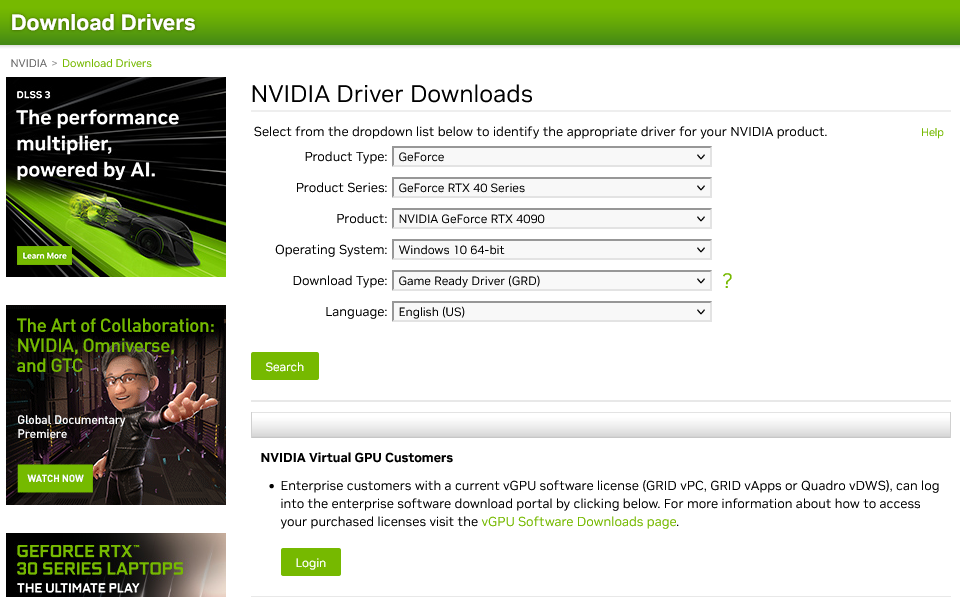 Download Drivers
NVIDIA > Download Drivers
DLSS 3
The performance
multiplier,
powered by AI.
Learn More
The Art of Collaboration:
NVIDIA, Omniverse,
and GTC
Global Documentary
Premiere
WATCH NOW
GEFORCE RTX™
30 SERIES LAPTOPS
THE ULTIMATE PLAY
NVIDIA Driver Downloads
Select from the dropdown list below to identify the appropriate driver for your NVIDIA product.
Help
Product Type: GeForce
Product Series: GeForce RTX 40 Series
Product: NVIDIA GeForce RTX 4090
Operating System: Windows 10 64-bit
Download Type: Game Ready Driver (GRD) ?
Language: English (US)
Search
NVIDIA Virtual GPU Customers
• Enterprise customers with a current vGPU software license (GRID vPC, GRID vApps or Quadro vDWS), can log
into the enterprise software download portal by clicking below. For more information about how to access
your purchased licenses visit the vGPU Software Downloads page.
Login